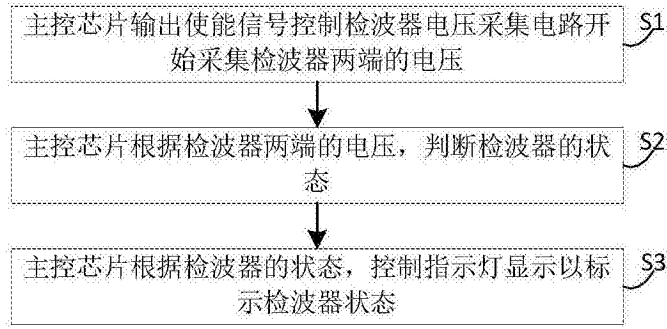 主控芯片输出使能信号控制检波器电压采集电路开
始采集检波器两端的电压
S1
主控芯片根据检波器两端的电压，判断检波器的状
态
S2
主控芯片根据检波器的状态，控制指示灯显示以标
示检波器状态
S3